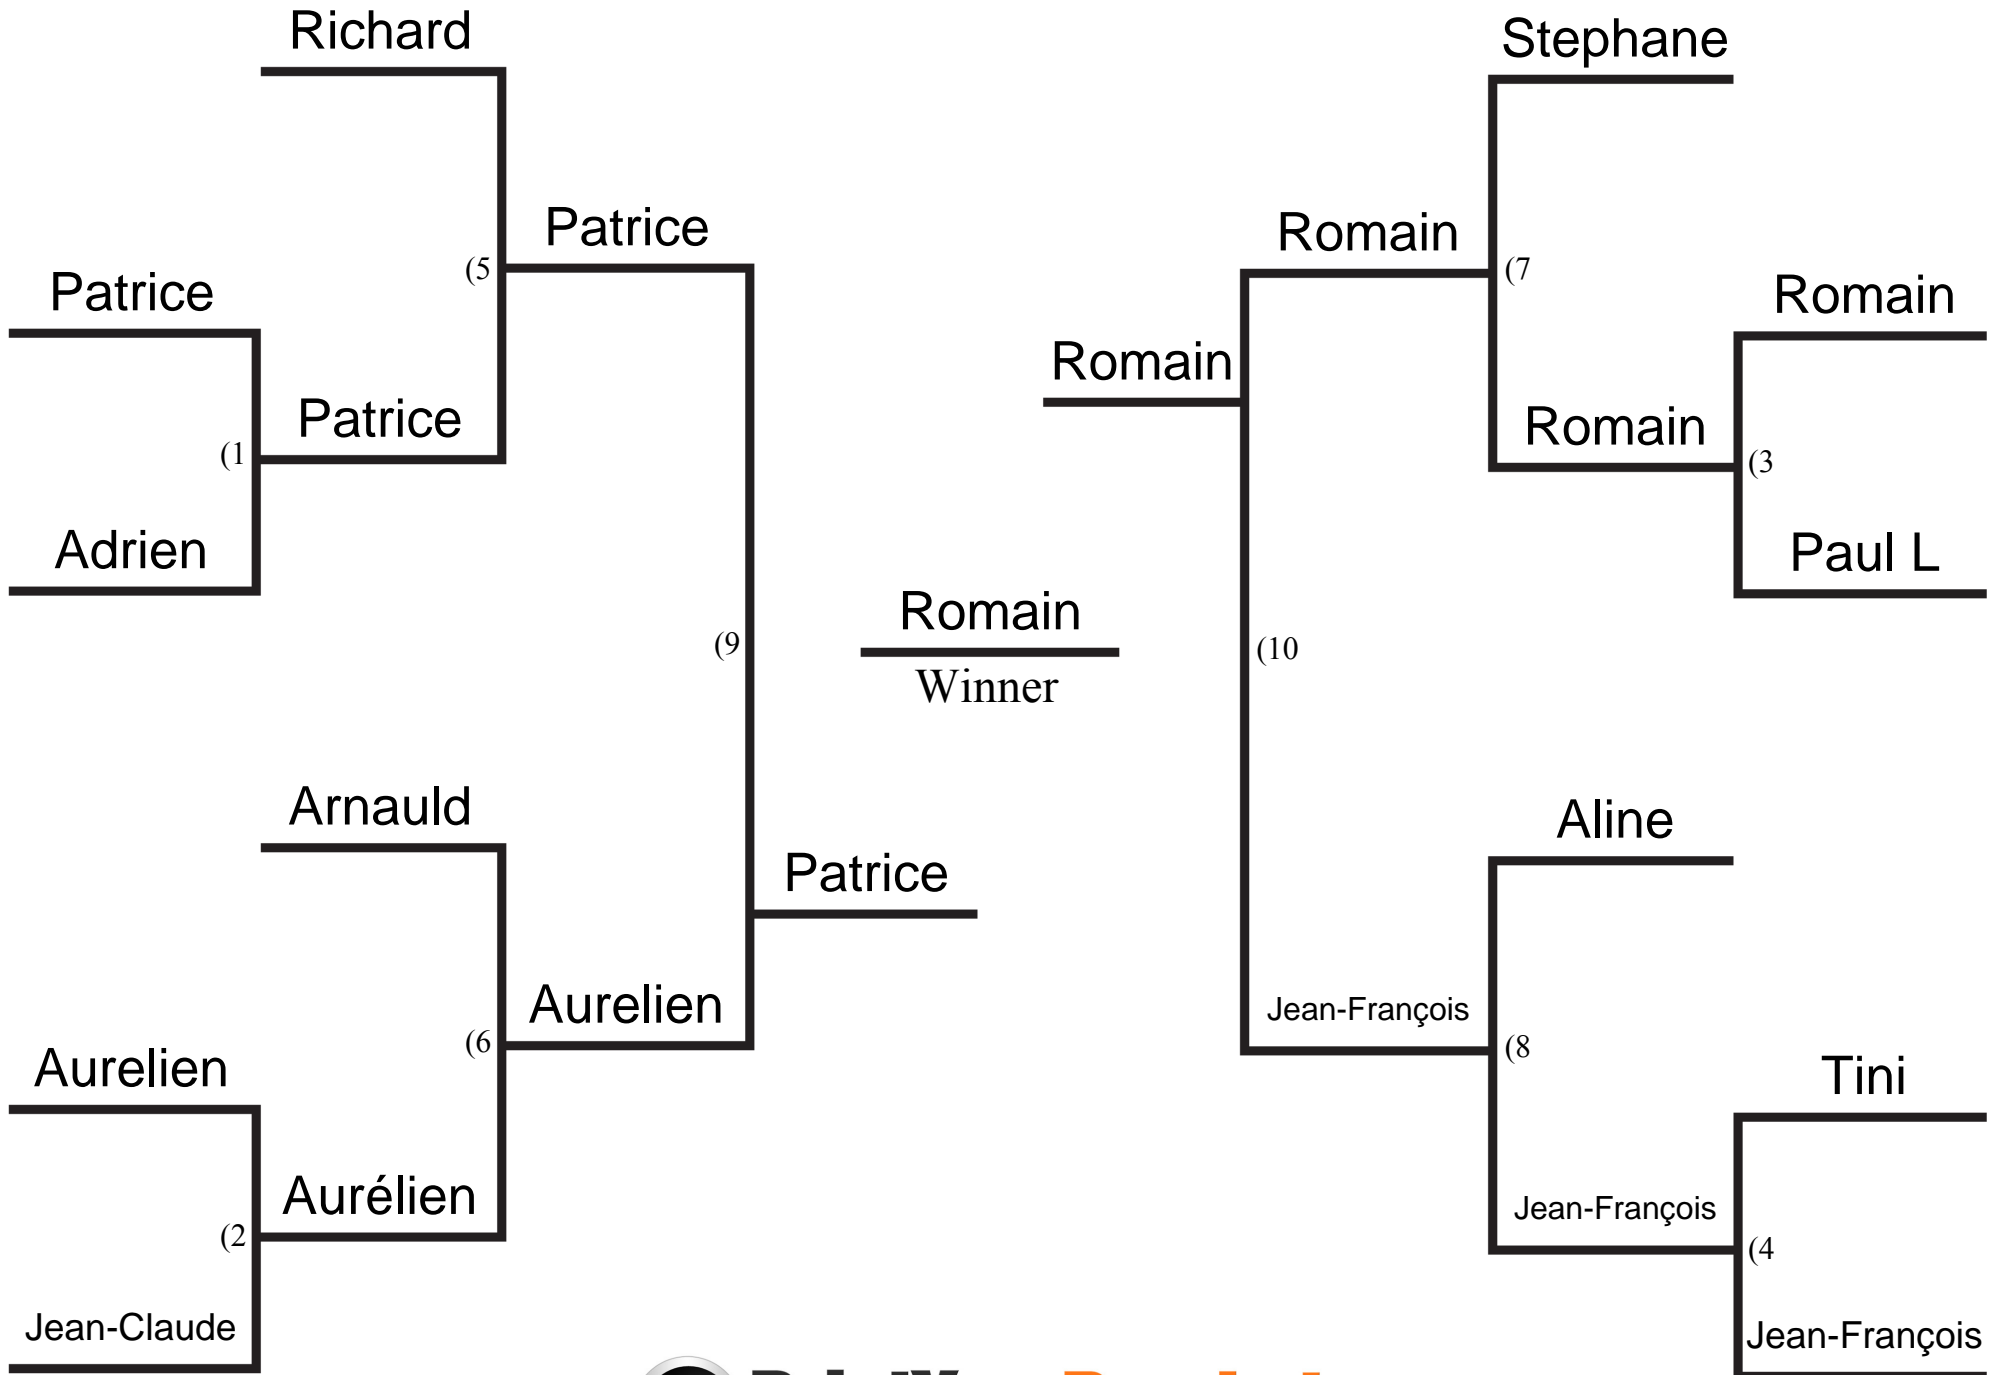 Richard
Stephane
Patrice
Romain
(5
(7
Patrice
Romain
Romain
Patrice
Romain
(1
(3
Adrien
Paul L
Romain
(9
(10
Winner
Arnauld
Aline
Patrice
Aurelien
Jean-François
(6
(8
Aurelien
Tini
Aurélien
Jean-François
(2
(4
Jean-Claude
Jean-François